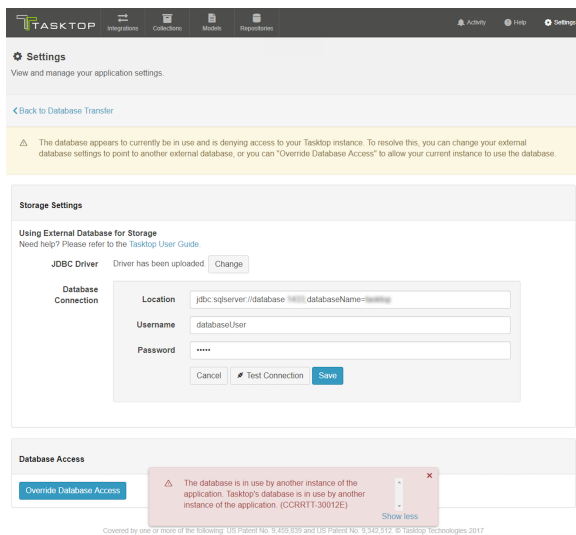 TASKTOP
Integrations
Collections
Models
Repositories
Activity
Help
Settings
Settings
View and manage your application settings.
Back to Database Transfer
The database appears to currently be in use and is denying access to your Tasktop instance. To resolve this, you can change your external
database settings to point to another external database, or you can "Override Database Access" to allow your current instance to use the database.
Storage Settings
Using External Database for Storage
Need help? Please refer to the Tasktop User Guide.
JDBC Driver
Driver has been uploaded.
Change
Database
Connection
Location
jdbc:sqlserver://database: databaseName=
Username
databaseUser
Password
•••••
Cancel
Test Connection
Save
Database Access
Override Database Access
The database is in use by another instance of the
application. Tasktop's database is in use by another
instance of the application. (CCRRTT-30012E)
Show less
Covered by one or more of the following: US Patent No. 9,459,839 and US Patent No. 9,342,512. © Tasktop Technologies 2017